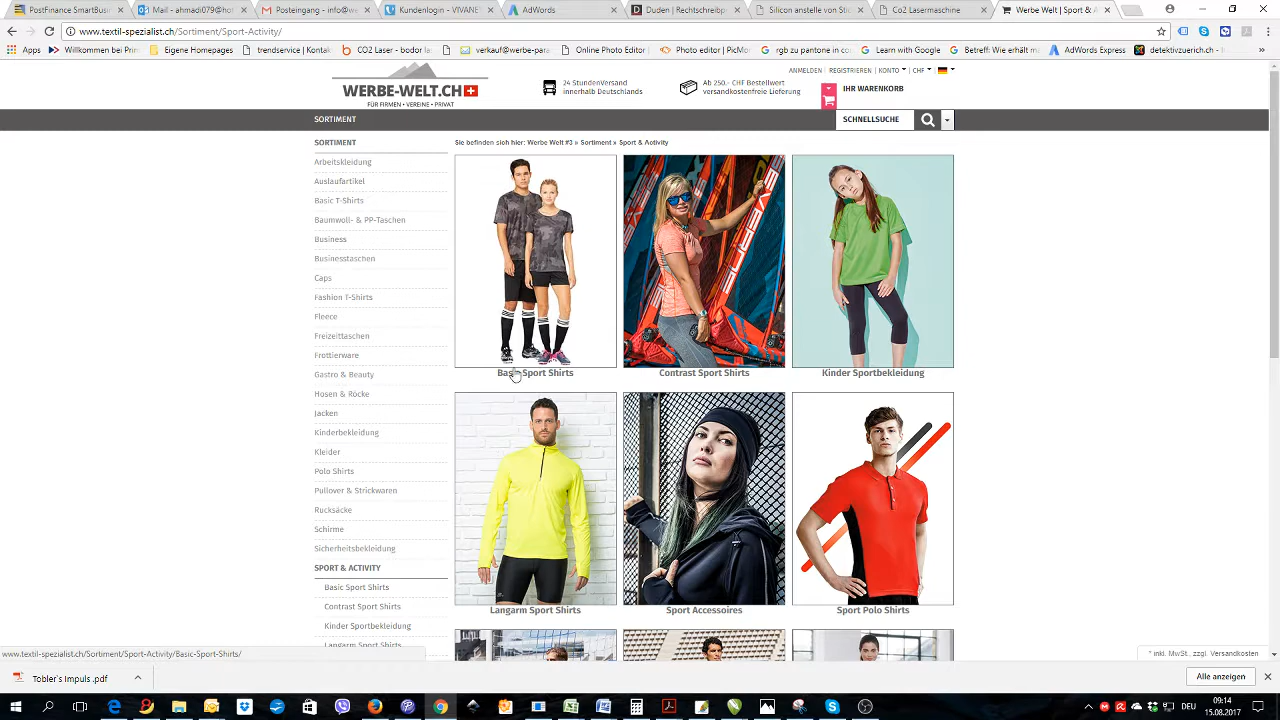 PostFinance SmartBusi
Mail - ahmadi079@ho
Posteingang - info@we
Kundenlogin - VIVANE
AdWords
Duden | Rechtschreib
Silicon anstelle von Sti
Co2 Lasermaschine
Werbe Welt | Sport & A
www.textil-spezialist.ch/Sortiment/Sport-Activity/
Apps
Willkommen bei Prim
Eigene Homepages
trendservice | Kontak
CO2 Laser - bodor la
verkauf@werbe-para
Online Photo Editor |
Photo editor | PicMo
rgb zu pantone in co
Learn with Google
Betreff: Wie erhält m
AdWords Express
detektivzuerich.ch -
ANMELDEN | REGISTRIEREN | KONTO
CHF
WERBE-WELT.CH
FÜR FIRMEN • VEREINE • PRIVAT
24 StundenVersand
innerhalb Deutschlands
Ab 250.- CHF Bestellwert
versandkostenfreie Lieferung
IHR WARENKORB
SORTIMENT
SCHNELLSUCHE
SORTIMENT
Arbeitskleidung
Auslaufartikel
Basic T-Shirts
Baumwoll- & PP-Taschen
Business
Businesstaschen
Caps
Fashion T-Shirts
Fleece
Freizeittaschen
Frottierware
Gastro & Beauty
Hosen & Röcke
Jacken
Kinderbekleidung
Kleider
Polo Shirts
Pullover & Strickwaren
Rucksäcke
Schirme
Sicherheitsbekleidung
SPORT & ACTIVITY
Basic Sport Shirts
Contrast Sport Shirts
Kinder Sportbekleidung
Langarm Sport Shirts
Sie befinden sich hier: Werbe Welt #3 » Sortiment » Sport & Activity
Basic Sport Shirts
Contrast Sport Shirts
Kinder Sportbekleidung
Langarm Sport Shirts
Sport Accessoires
Sport Polo Shirts
www.textil-spezialist.ch/Sortiment/Sport-Activity/Basic-Sport-Shirts/
* inkl. MwSt., zzgl. Versandkosten
Tobler's Impuls.pdf
Alle anzeigen
DEU
09:14
15.08.2017